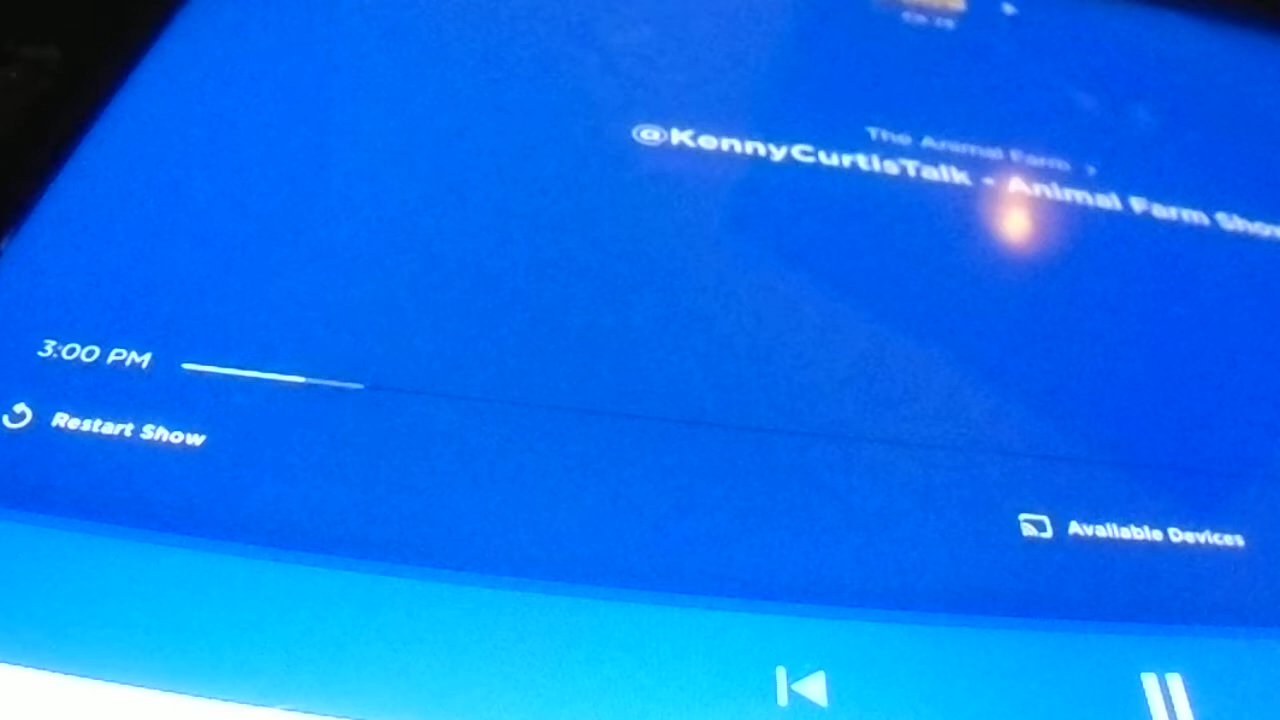 The Animal Farm
@KennyCurtisTalk - Animal Farm Show
3:00 PM
Restart Show
Available Devices